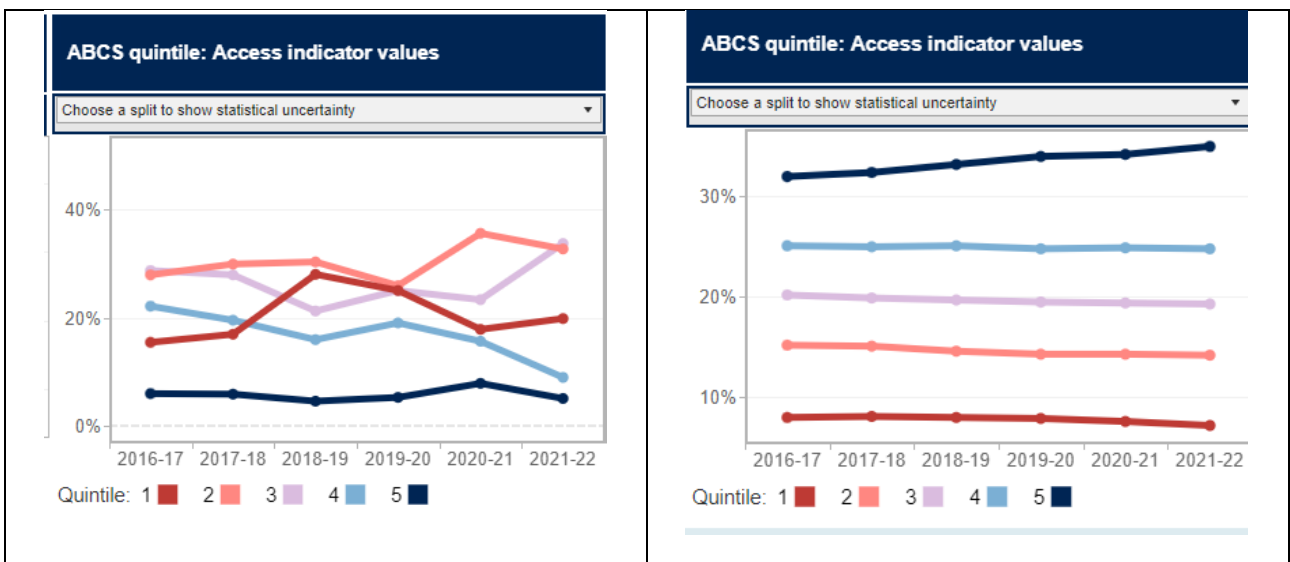 ABCS quintile: Access indicator values
Choose a split to show statistical uncertainty
40%
20%
0%
2016-17 2017-18 2018-19 2019-20 2020-21 2021-22
Quintile: 1 2 3 4 5
ABCS quintile: Access indicator values
Choose a split to show statistical uncertainty
30%
20%
10%
2016-17 2017-18 2018-19 2019-20 2020-21 2021-22
Quintile: 1 2 3 4 5